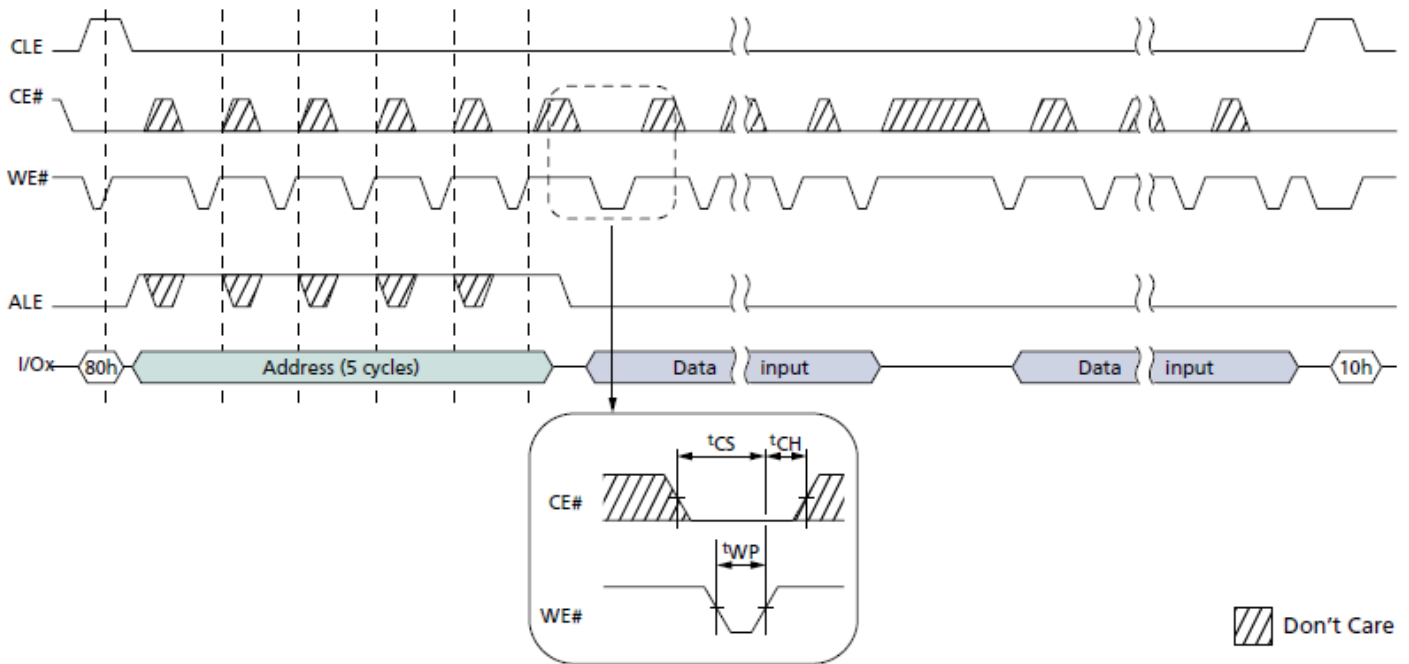 CLE
CE#
WE#
ALE
I/Ox 80h Address (5 cycles) Data input Data input 10h
tCS tCH
CE#
tWP
WE#
Don't Care